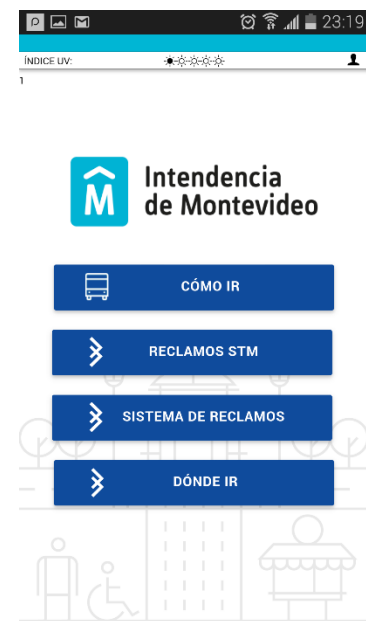 23:19
ÍNDICE UV:
1
Intendencia
de Montevideo
CÓMO IR
RECLAMOS STM
SISTEMA DE RECLAMOS
DÓNDE IR